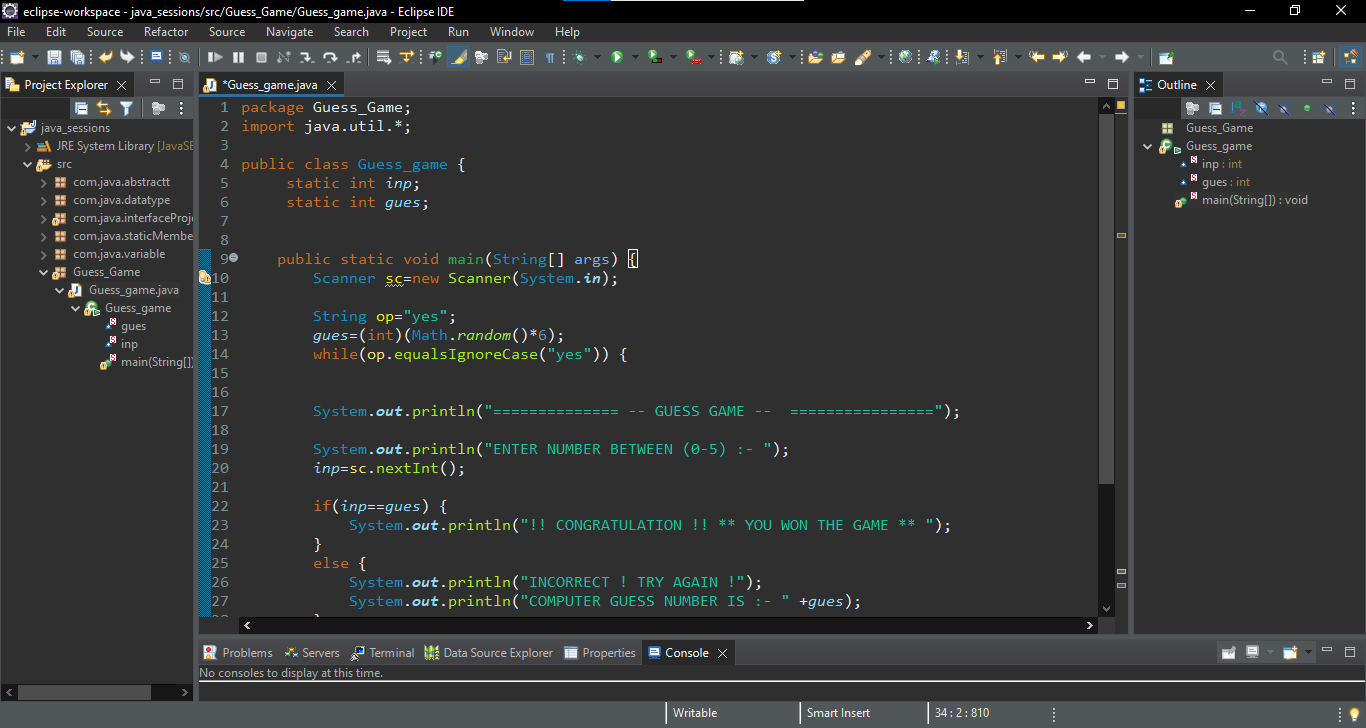 eclipse-workspace - java_sessions/src/Guess_Game/Guess_game.java - Eclipse IDE
File Edit Source Refactor Source Navigate Search Project Run Window Help
Project Explorer
java_sessions
JRE System Library [JavaSE
src
com.java.abstractt
com.java.datatype
com.java.interfaceProje
com.java.staticMembe
com.java.variable
Guess_Game
Guess_game.java
Guess_game
gues
inp
main(String[])
*Guess_game.java
1 package Guess_Game;
2 import java.util.*;
3
4 public class Guess_game {
5 static int inp;
6 static int gues;
7
8
9 public static void main(String[] args) {
10 Scanner sc=new Scanner(System.in);
11
12 String op="yes";
13 gues=(int)(Math.random()*6);
14 while(op.equalsIgnoreCase("yes")) {
15
16
17 System.out.println("============== -- GUESS GAME --  ================");
18
19 System.out.println("ENTER NUMBER BETWEEN (0-5) :- ");
20 inp=sc.nextInt();
21
22 if(inp==gues) {
23 System.out.println("!! CONGRATULATION !! ** YOU WON THE GAME ** ");
24 }
25 else {
26 System.out.println("INCORRECT ! TRY AGAIN !");
27 System.out.println("COMPUTER GUESS NUMBER IS :- " +gues);
Outline
Guess_Game
Guess_game
inp : int
gues : int
main(String[]) : void
Problems Servers Terminal Data Source Explorer Properties Console
No consoles to display at this time.
Writable Smart Insert 34 : 2 : 810